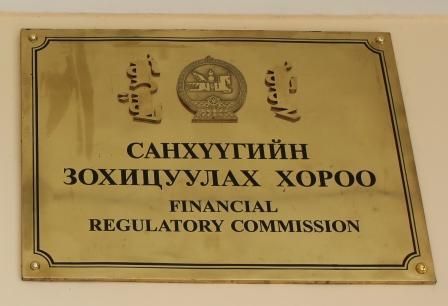 САНХҮҮГИЙН
ЗОХИЦУУЛАХ ХОРОО
FINANCIAL
REGULATORY COMMISSION